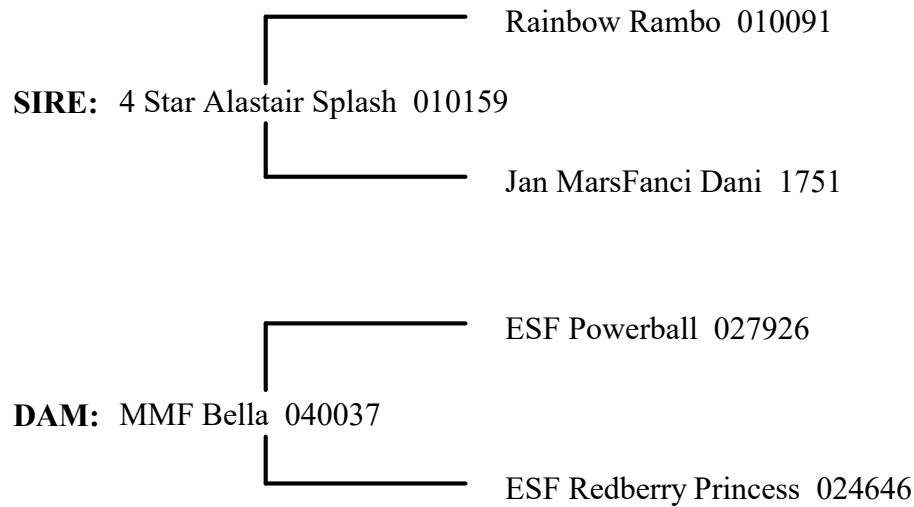 Rainbow Rambo 010091
SIRE: 4 Star Alastair Splash 010159
Jan MarsFanci Dani 1751
ESF Powerball 027926
DAM: MMF Bella 040037
ESF Redberry Princess 024646